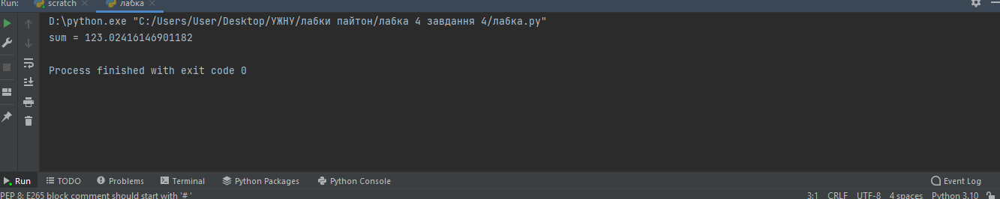 Run: scratch лабка
D:\python.exe "C:/Users/User/Desktop/УЖНУ/лабки пайтон/лабка 4 завдання 4/лабка.py"
sum = 123.02416146901182
Process finished with exit code 0
Run TODO Problems Terminal Python Packages Python Console Event Log
PEP 8: E265 block comment should start with '# ' 3:1 CRLF UTF-8 4 spaces Python 3.10